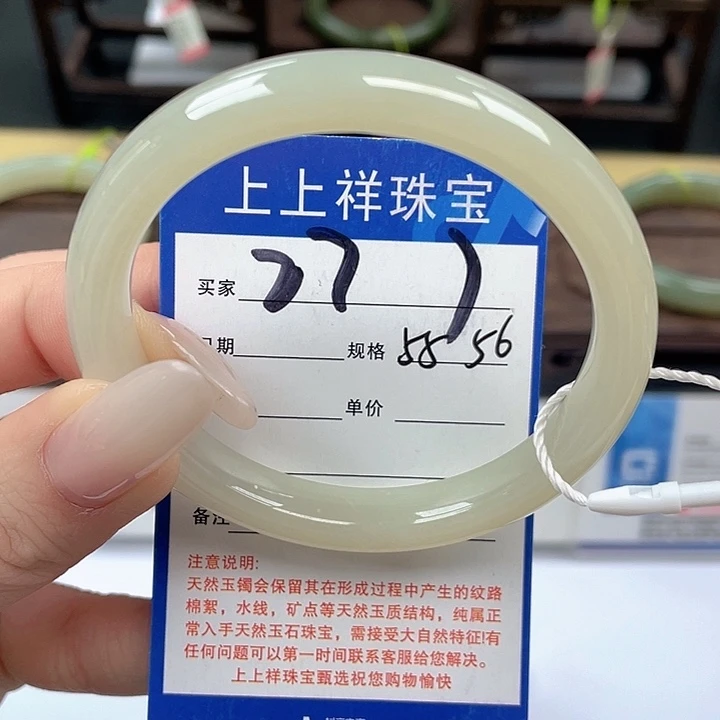 上上祥珠宝
买家 77 )
日期 规格 55 56
单价
备注
注意说明:
天然玉镯会保留其在形成过程中产生的纹路
棉絮，水线，矿点等天然玉质结构，纯属正
常入手天然玉石珠宝，需接受大自然特征!有
任何问题可以第一时间联系客服给您解决。
上上祥珠宝甄选祝您购物愉快